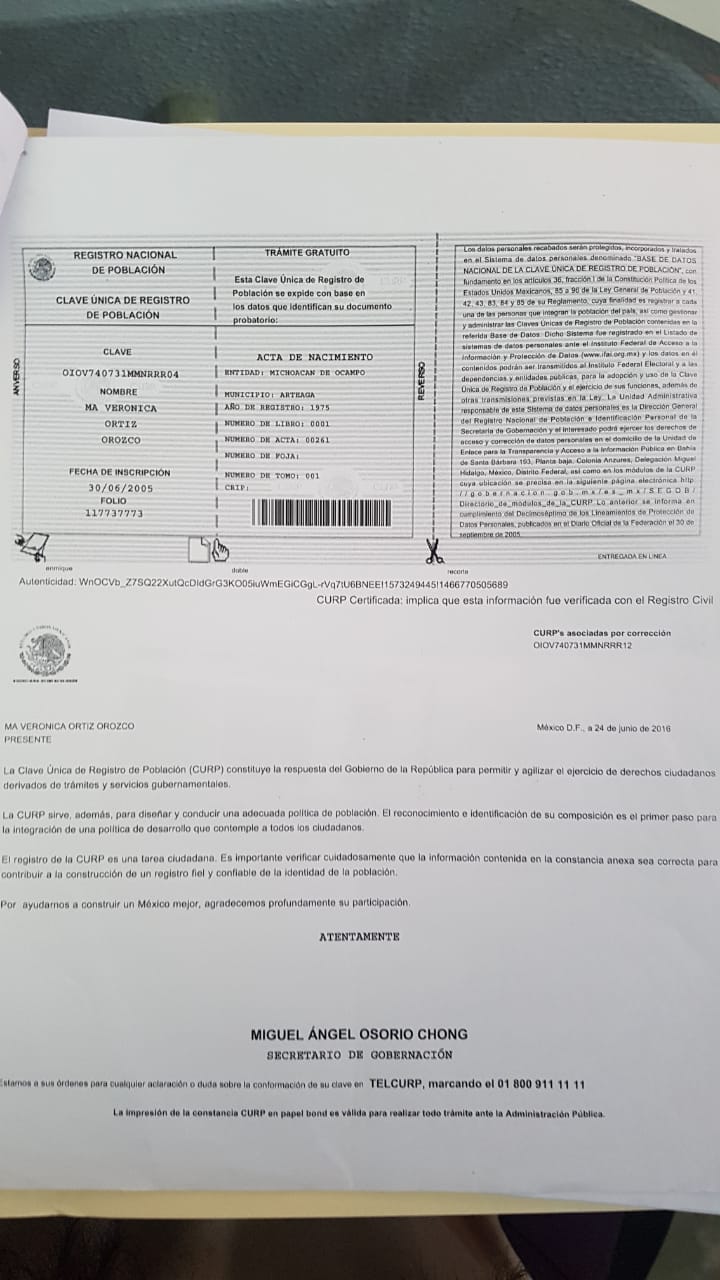 REGISTRO NACIONAL
DE POBLACIÓN
CLAVE ÚNICA DE REGISTRO
DE POBLACIÓN
ANVERSO
CLAVE
OIOV740731MMNRRR04
NOMBRE
MA VERONICA
ORTIZ
OROZCO
FECHA DE INSCRIPCIÓN
30/06/2005
FOLIO
117737773
TRÁMITE GRATUITO
Esta Clave Única de Registro de
Población se expide con base en
los datos que identifican su documento
probatorio:
ACTA DE NACIMIENTO
ENTIDAD: MICHOACAN DE OCAMPO
MUNICIPIO: ARTEAGA
AÑO DE REGISTRO: 1975
NUMERO DE LIBRO: 0001
NUMERO DE ACTA: 00261
NUMERO DE FOJA:
NUMERO DE TOMO: 001
CRIP:
REVERSO
Los datos personales recabados serán protegidos, incorporados y tratados
en el Sistema de datos personales denominado "BASE DE DATOS
NACIONAL DE LA CLAVE ÚNICA DE REGISTRO DE POBLACIÓN", con
fundamento en los artículos 36, fracción I de la Constitución Política de los
Estados Unidos Mexicanos, 85 a 96 de la Ley General de Población y 41,
42, 43, 83, 84 y 85 de su Reglamento, cuya finalidad es registrar a cada
una de las personas que integran la población del país, así como gestionar
y administrar las Claves Únicas de Registro de Población contenidas en la
referida Base de Datos. Dicho Sistema fue registrado en el Listado de
sistemas de datos personales ante el Instituto Federal de Acceso a la
Información y Protección de Datos (www.ifai.org.mx) y los datos en él
contenidos podrán ser transmitidos al Instituto Federal Electoral y a las
dependencias y entidades públicas, para la adopción y uso de la Clave
Única de Registro de Población y el ejercicio de sus funciones, además de
otras transmisiones previstas en la Ley. La Unidad Administrativa
responsable de este Sistema de datos personales es la Dirección General
del Registro Nacional de Población e Identificación Personal de la
Secretaría de Gobernación y el interesado podrá ejercer los derechos de
acceso y corrección de datos personales en el domicilio de la Unidad de
Enlace para la Transparencia y Acceso a la Información Pública en Bahía
de Santa Bárbara 193, Planta baja, Colonia Anzures, Delegación Miguel
Hidalgo, México, Distrito Federal, así como en los módulos de la CURP
cuya ubicación se precisa en la siguiente página electrónica http
://gobernacion.gob.mx/es_mx/SEGOB/
Directorio_de_módulos_de_la_CURP Lo anterior se informa en
cumplimiento del Decimoséptimo de los Lineamientos de Protección de
Datos Personales, publicados en el Diario Oficial de la Federación el 30 de
septiembre de 2005.
enmique
doble
recorte
ENTREGADA EN LINEA
CURP Certificada: implica que esta información fue verificada con el Registro Civil
CURP's asociadas por corrección
OIOV740731MMNRRR12
MA VERONICA ORTIZ OROZCO
PRESENTE
México D.F., a 24 de junio de 2016
La Clave Única de Registro de Población (CURP) constituye la respuesta del Gobierno de la República para permitir y agilizar el ejercicio de derechos ciudadanos
derivados de trámites y servicios gubernamentales.
La CURP sirve, además, para diseñar y conducir una adecuada política de población. El reconocimiento e identificación de su composición es el primer paso para
la integración de una política de desarrollo que contemple a todos los ciudadanos.
El registro de la CURP es una tarea ciudadana. Es importante verificar cuidadosamente que la información contenida en la constancia anexa sea correcta para
contribuir a la construcción de un registro fiel y confiable de la identidad de la población.
Por ayudarnos a construir un México mejor, agradecemos profundamente su participación.
ATENTAMENTE
MIGUEL ÁNGEL OSORIO CHONG
SECRETARIO DE GOBERNACIÓN
Estamos a sus órdenes para cualquier aclaración o duda sobre la conformación de su clave en TELCURP, marcando el 01 800 911 11 11
La impresión de la constancia CURP en papel bond es válida para realizar todo trámite ante la Administración Pública.